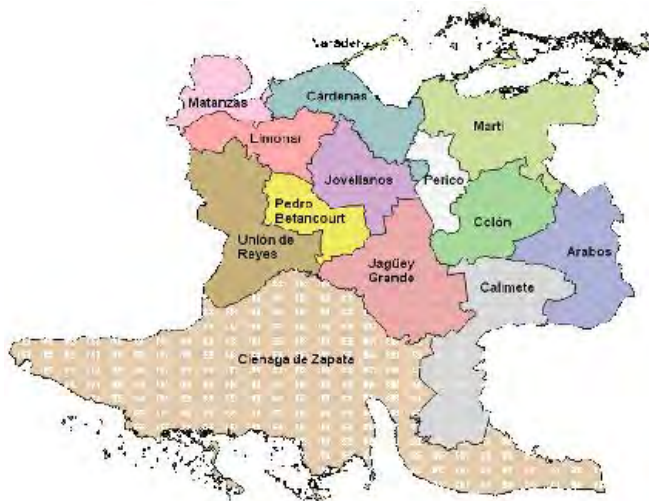 Varadero
Cárdenas
Matanzas
Martí
Limonar
Jovellanos
Perico
Pedro
Betancourt
Colón
Unión de
Reyes
Arabos
Jagüey
Grande
Calimete
Ciénaga de Zapata